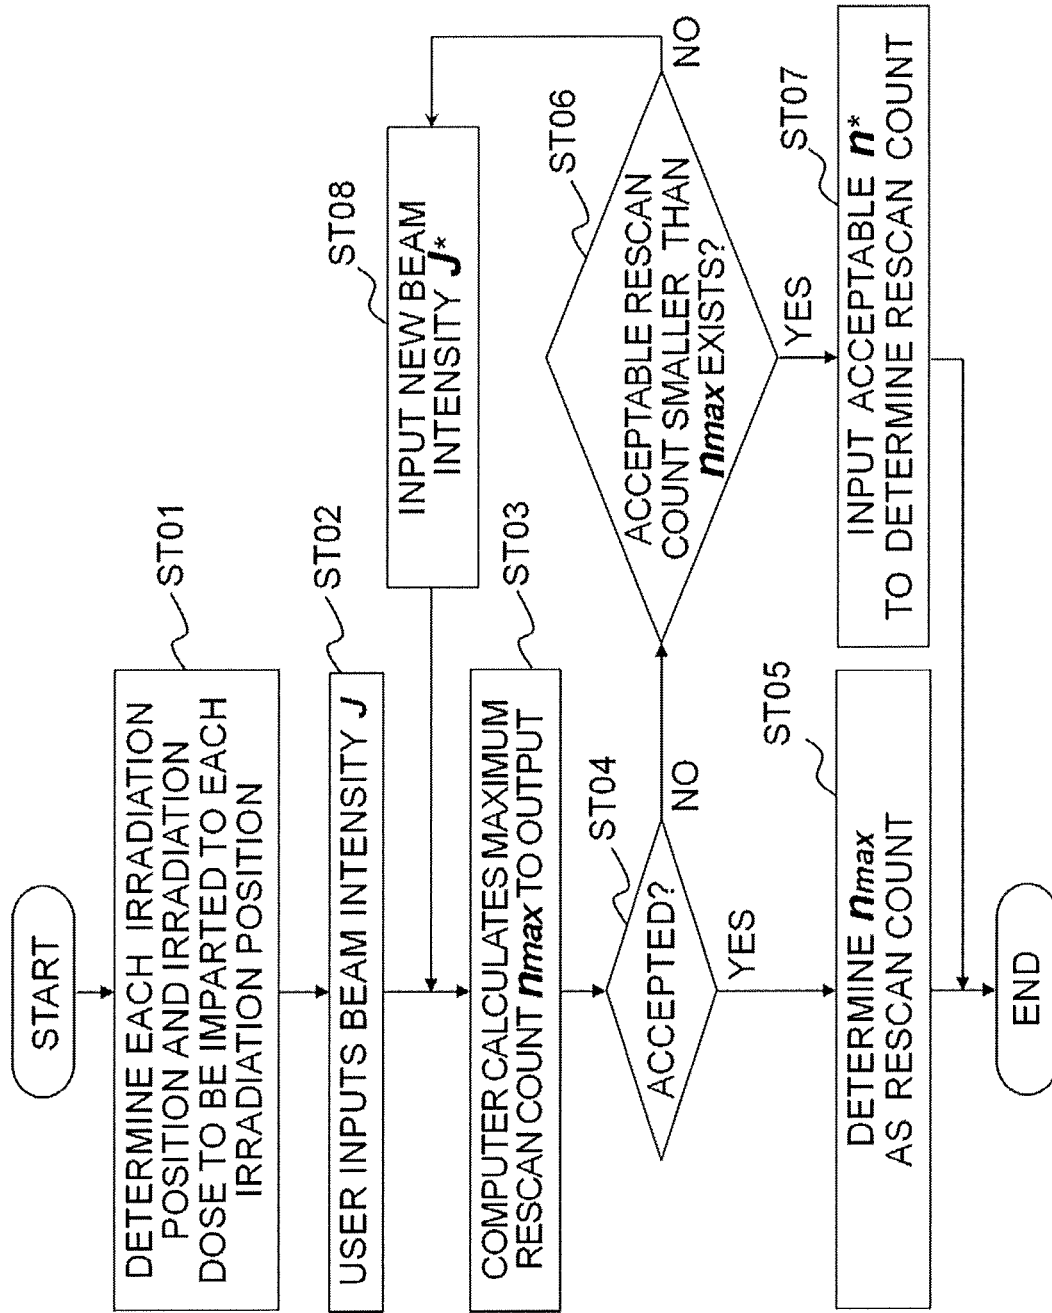 START
DETERMINE EACH IRRADIATION
POSITION AND IRRADIATION
DOSE TO BE IMPARTED TO EACH
IRRADIATION POSITION
ST01
USER INPUTS BEAM INTENSITY J
ST02
COMPUTER CALCULATES MAXIMUM
RESCAN COUNT nmax TO OUTPUT
ST03
ACCEPTED?
ST04
NO
YES
DETERMINE nmax
AS RESCAN COUNT
ST05
END
INPUT NEW BEAM
INTENSITY J*
ST08
ACCEPTABLE RESCAN
COUNT SMALLER THAN
nmax EXISTS?
ST06
NO
YES
INPUT ACCEPTABLE n*
TO DETERMINE RESCAN COUNT
ST07